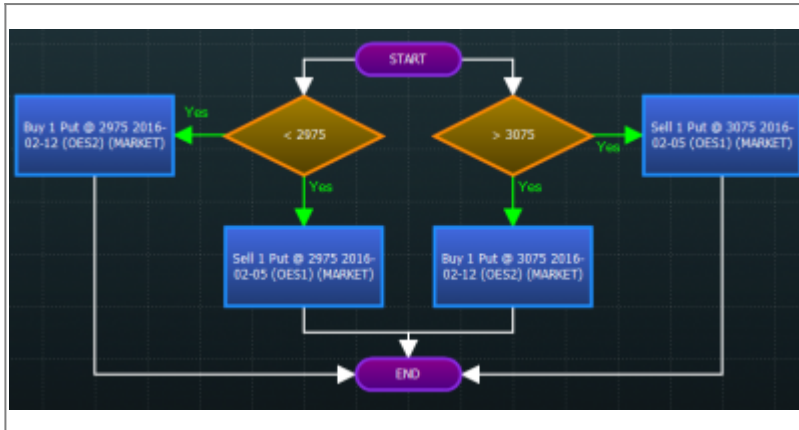 START
Yes
Buy 1 Put @ 2975 2016-
02-12 (OES2) (MARKET)
< 2975
> 3075
Yes
Sell 1 Put @ 3075 2016-
02-05 (OES1) (MARKET)
Yes
Yes
Sell 1 Put @ 2975 2016-
02-05 (OES1) (MARKET)
Buy 1 Put @ 3075 2016-
02-12 (OES2) (MARKET)
END